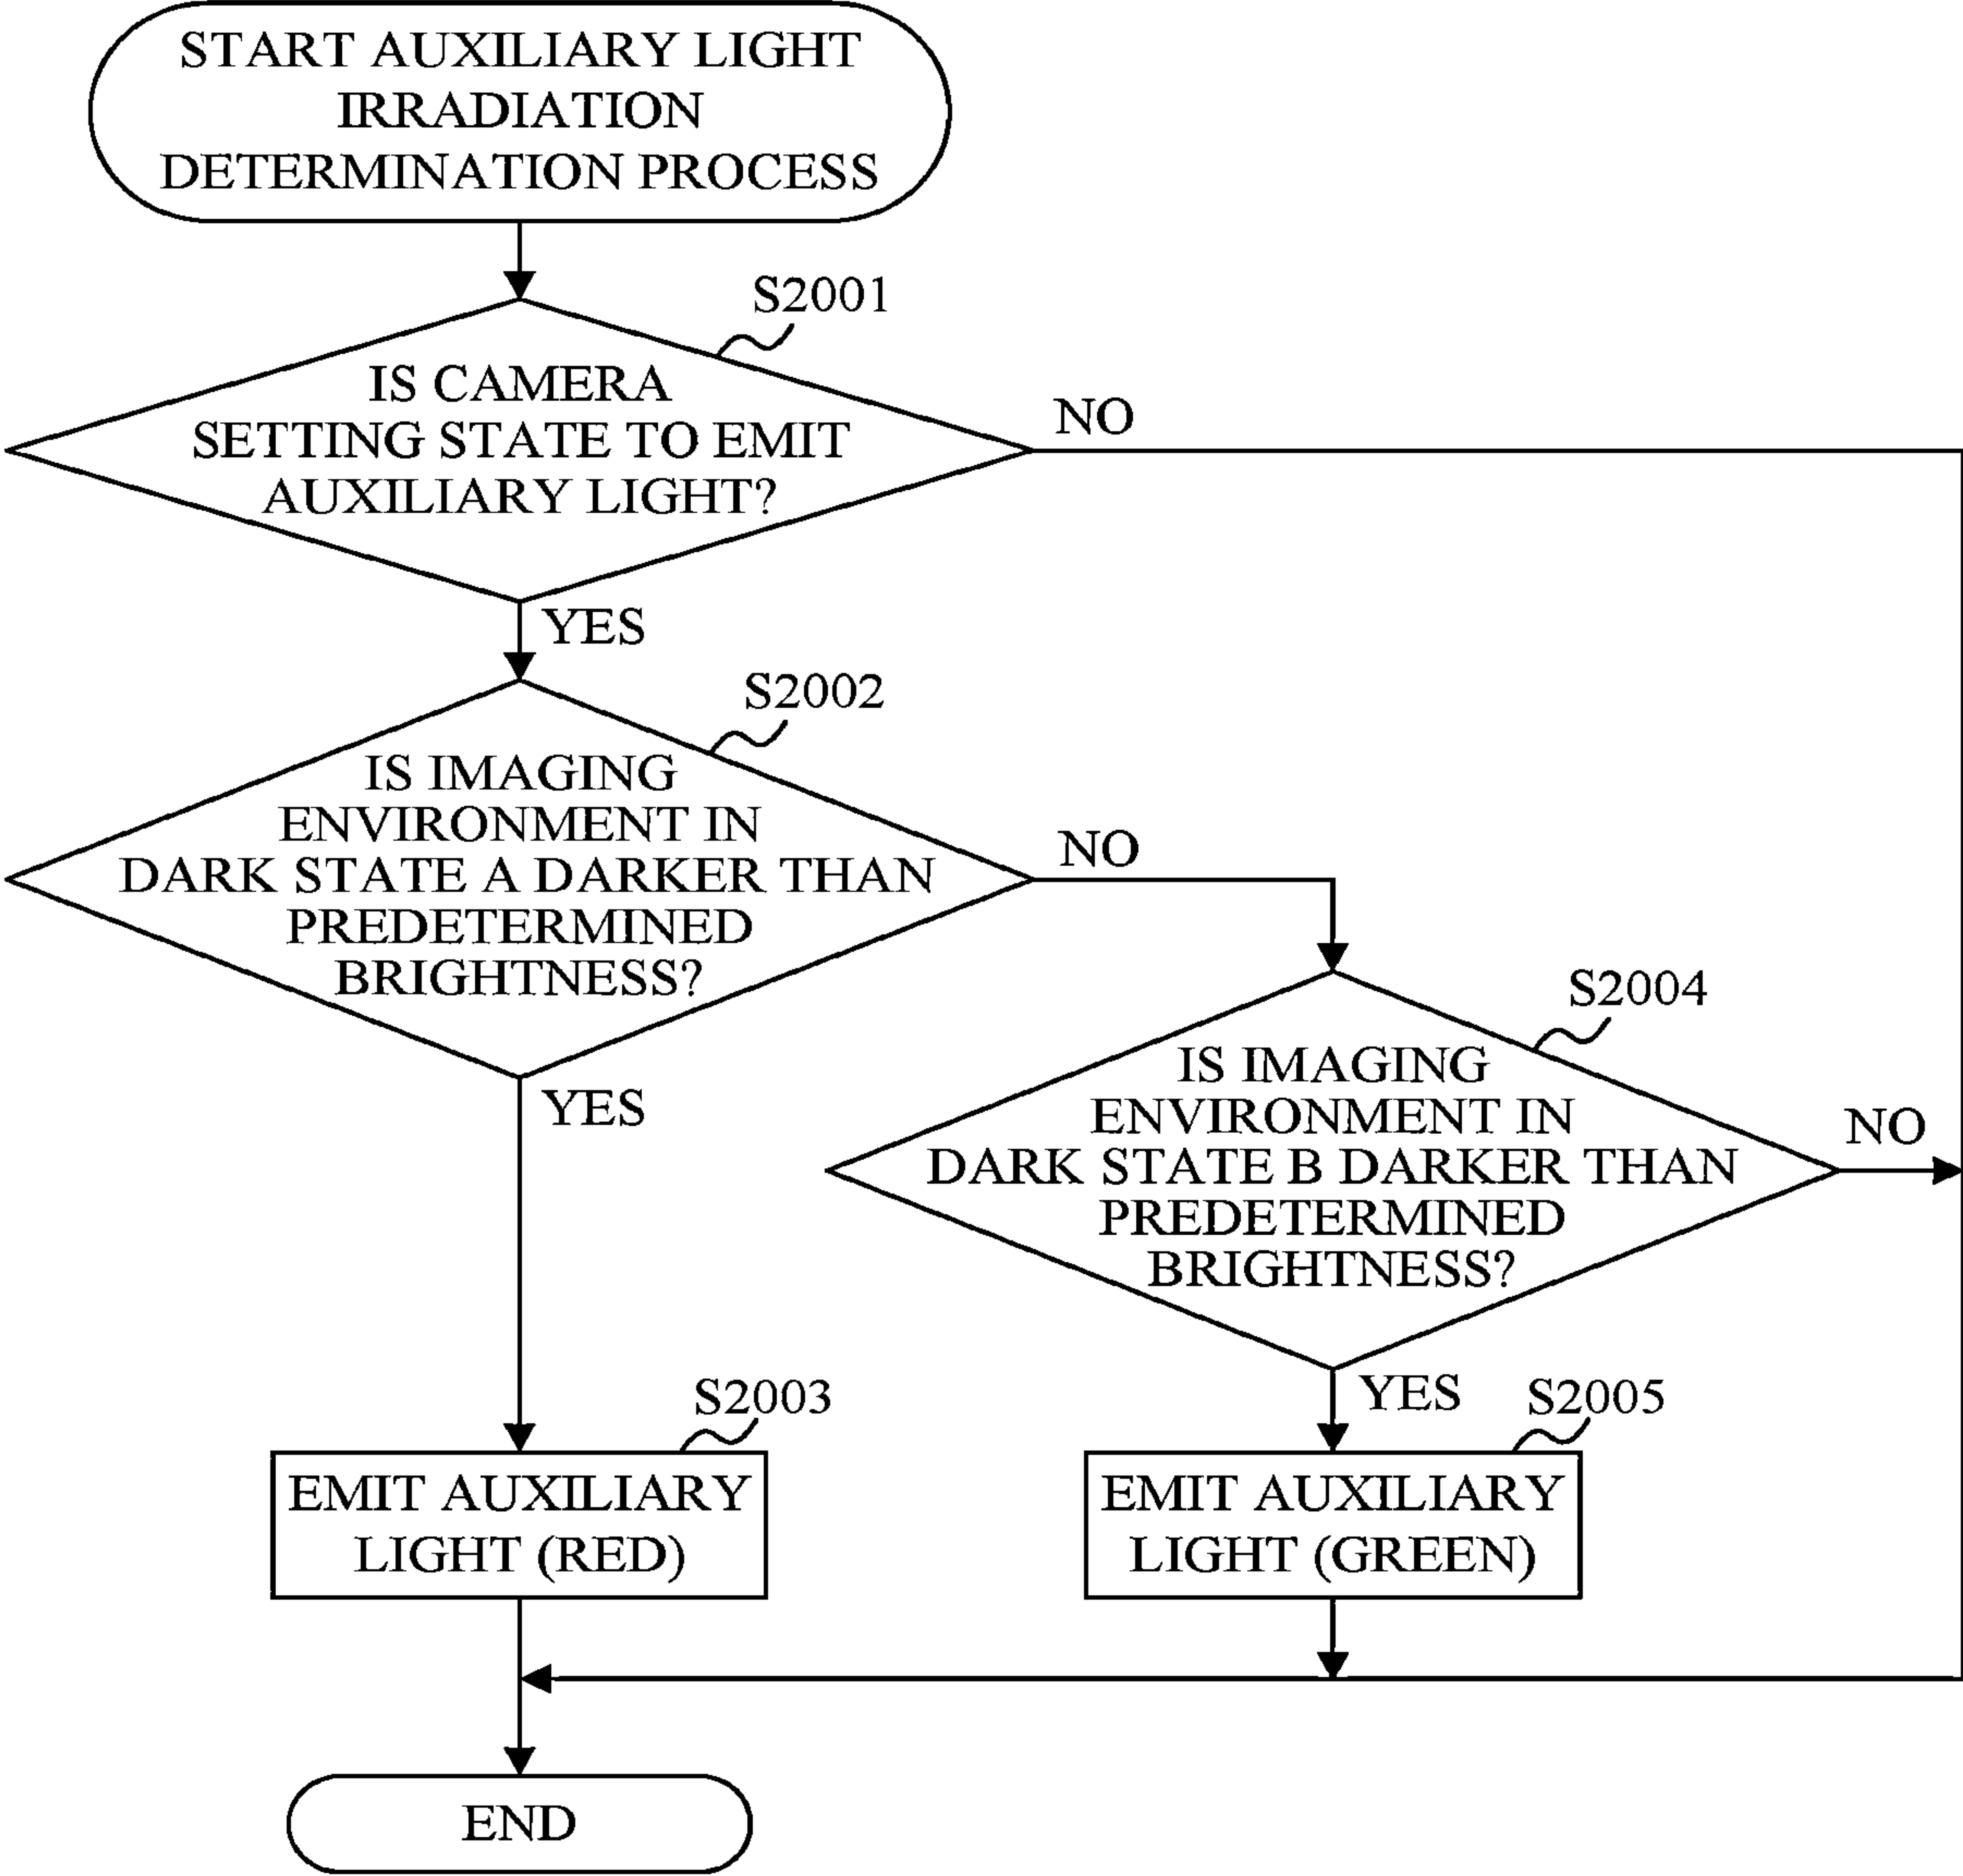 START AUXILIARY LIGHT
IRRADIATION
DETERMINATION PROCESS
S2001
IS CAMERA
SETTING STATE TO EMIT
AUXILIARY LIGHT?
NO
YES
S2002
IS IMAGING
ENVIRONMENT IN
DARK STATE A DARKER THAN
PREDETERMINED
BRIGHTNESS?
NO
YES
S2004
IS IMAGING
ENVIRONMENT IN
DARK STATE B DARKER THAN
PREDETERMINED
BRIGHTNESS?
NO
YES
S2003
EMIT AUXILIARY
LIGHT (RED)
S2005
EMIT AUXILIARY
LIGHT (GREEN)
END